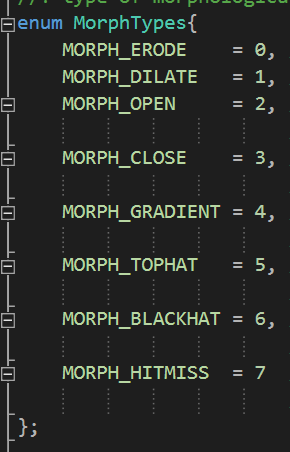 //! type of morphologica
enum MorphTypes{
MORPH_ERODE = 0,
MORPH_DILATE = 1,
MORPH_OPEN = 2,
MORPH_CLOSE = 3,
MORPH_GRADIENT = 4,
MORPH_TOPHAT = 5,
MORPH_BLACKHAT = 6,
MORPH_HITMISS = 7
};